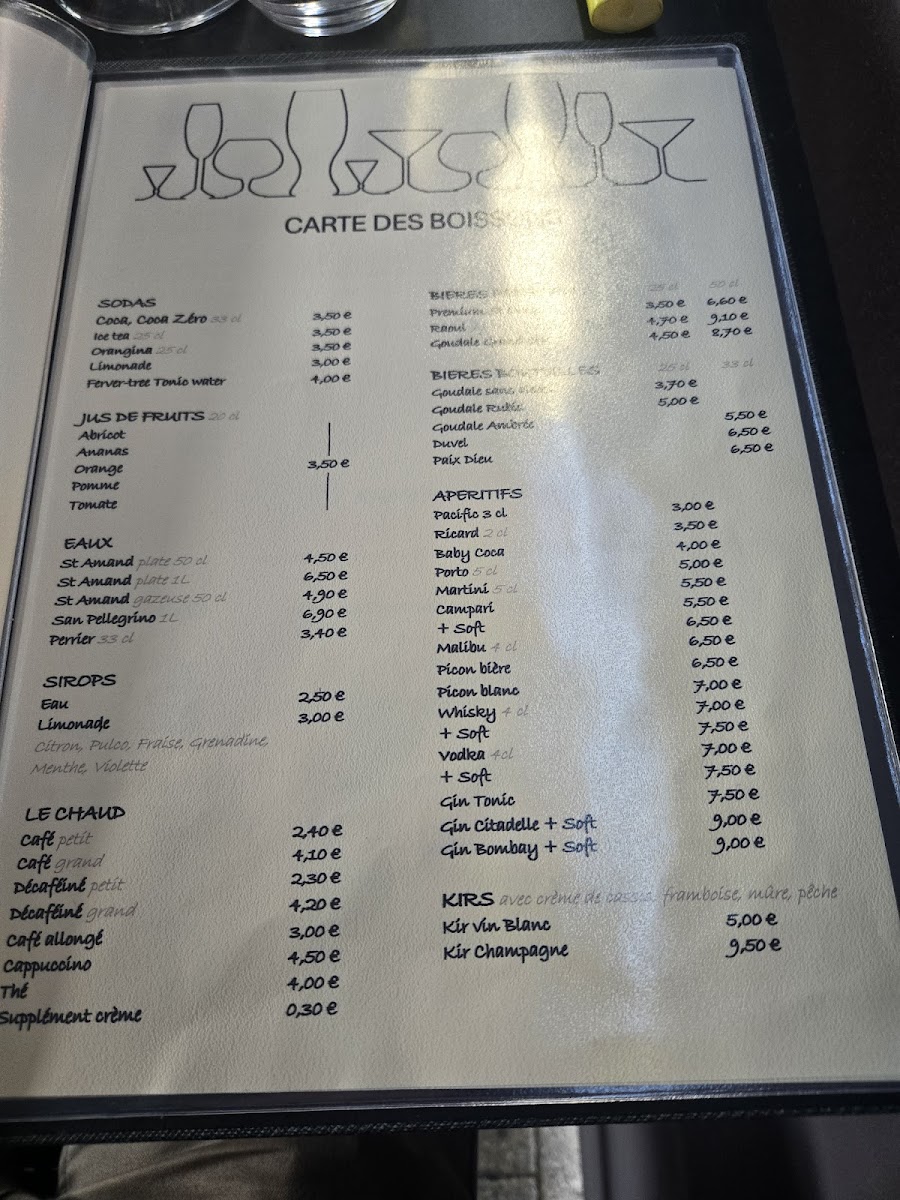 CARTE DES BOISSONS
SODAS
Coca, Coca Zéro 33 cl 3,50 €
Ice tea 25 cl 3,50 €
Orangina 25 cl 3,50 €
Limonade 3,00 €
Ferver-tree Tonic water 4,00 €
JUS DE FRUITS 20 cl
Abricot
Ananas
Orange 3,50 €
Pomme
Tomate
EAUX
St Amand plate 50 cl 4,50 €
St Amand plate 1L 6,50 €
St Amand gazeuse 50 cl 4,90 €
San Pellegrino 1L 6,90 €
Perrier 33 cl 3,40 €
SIROPS
Eau 2,50 €
Limonade 3,00 €
Citron, Pulco, Fraise, Grenadine,
Menthe, Violette
LE CHAUD
Café petit 2,40 €
Café grand 4,10 €
Décaféiné petit 2,30 €
Décaféiné grand 4,20 €
Café allongé 3,00 €
Cappuccino 4,50 €
Thé 4,00 €
Supplément crème 0,30 €
BIERES 25 cl 50 cl
Premium 3,50 € 6,60 €
Raoul 4,70 € 9,10 €
Goudale 4,50 € 8,70 €
BIERES BOUTEILLES 25 cl 33 cl
Goudale sans 3,70 €
Goudale Rubis 5,00 €
Goudale Ambrée 5,50 €
Duvel 6,50 €
Paix Dieu 6,50 €
APERITIFS
Pacific 3 cl 3,00 €
Ricard 2 cl 3,50 €
Baby Coca 4,00 €
Porto 5 cl 5,00 €
Martini 5 cl 5,50 €
Campari 5,50 €
+ Soft 6,50 €
Malibu 4 cl 6,50 €
Picon bière 6,50 €
Picon blanc 7,00 €
Whisky 4 cl 7,00 €
+ Soft 7,50 €
Vodka 4cl 7,00 €
+ Soft 7,50 €
Gin Tonic 7,50 €
Gin Citadelle + Soft 9,00 €
Gin Bombay + Soft 9,00 €
KIRS avec crème de cassis, framboise, mûre, pêche
Kir Vin Blanc 5,00 €
Kir Champagne 9,50 €